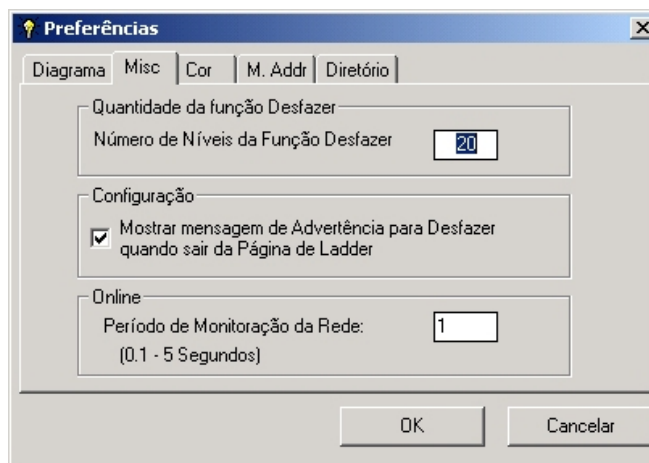 Preferências
Diagrama Misc Cor M. Addr Diretório
Quantidade da função Desfazer
Número de Níveis da Função Desfazer 20
Configuração
Mostrar mensagem de Advertência para Desfazer
quando sair da Página de Ladder
Online
Período de Monitoração da Rede: 1
(0.1 - 5 Segundos)
OK Cancelar